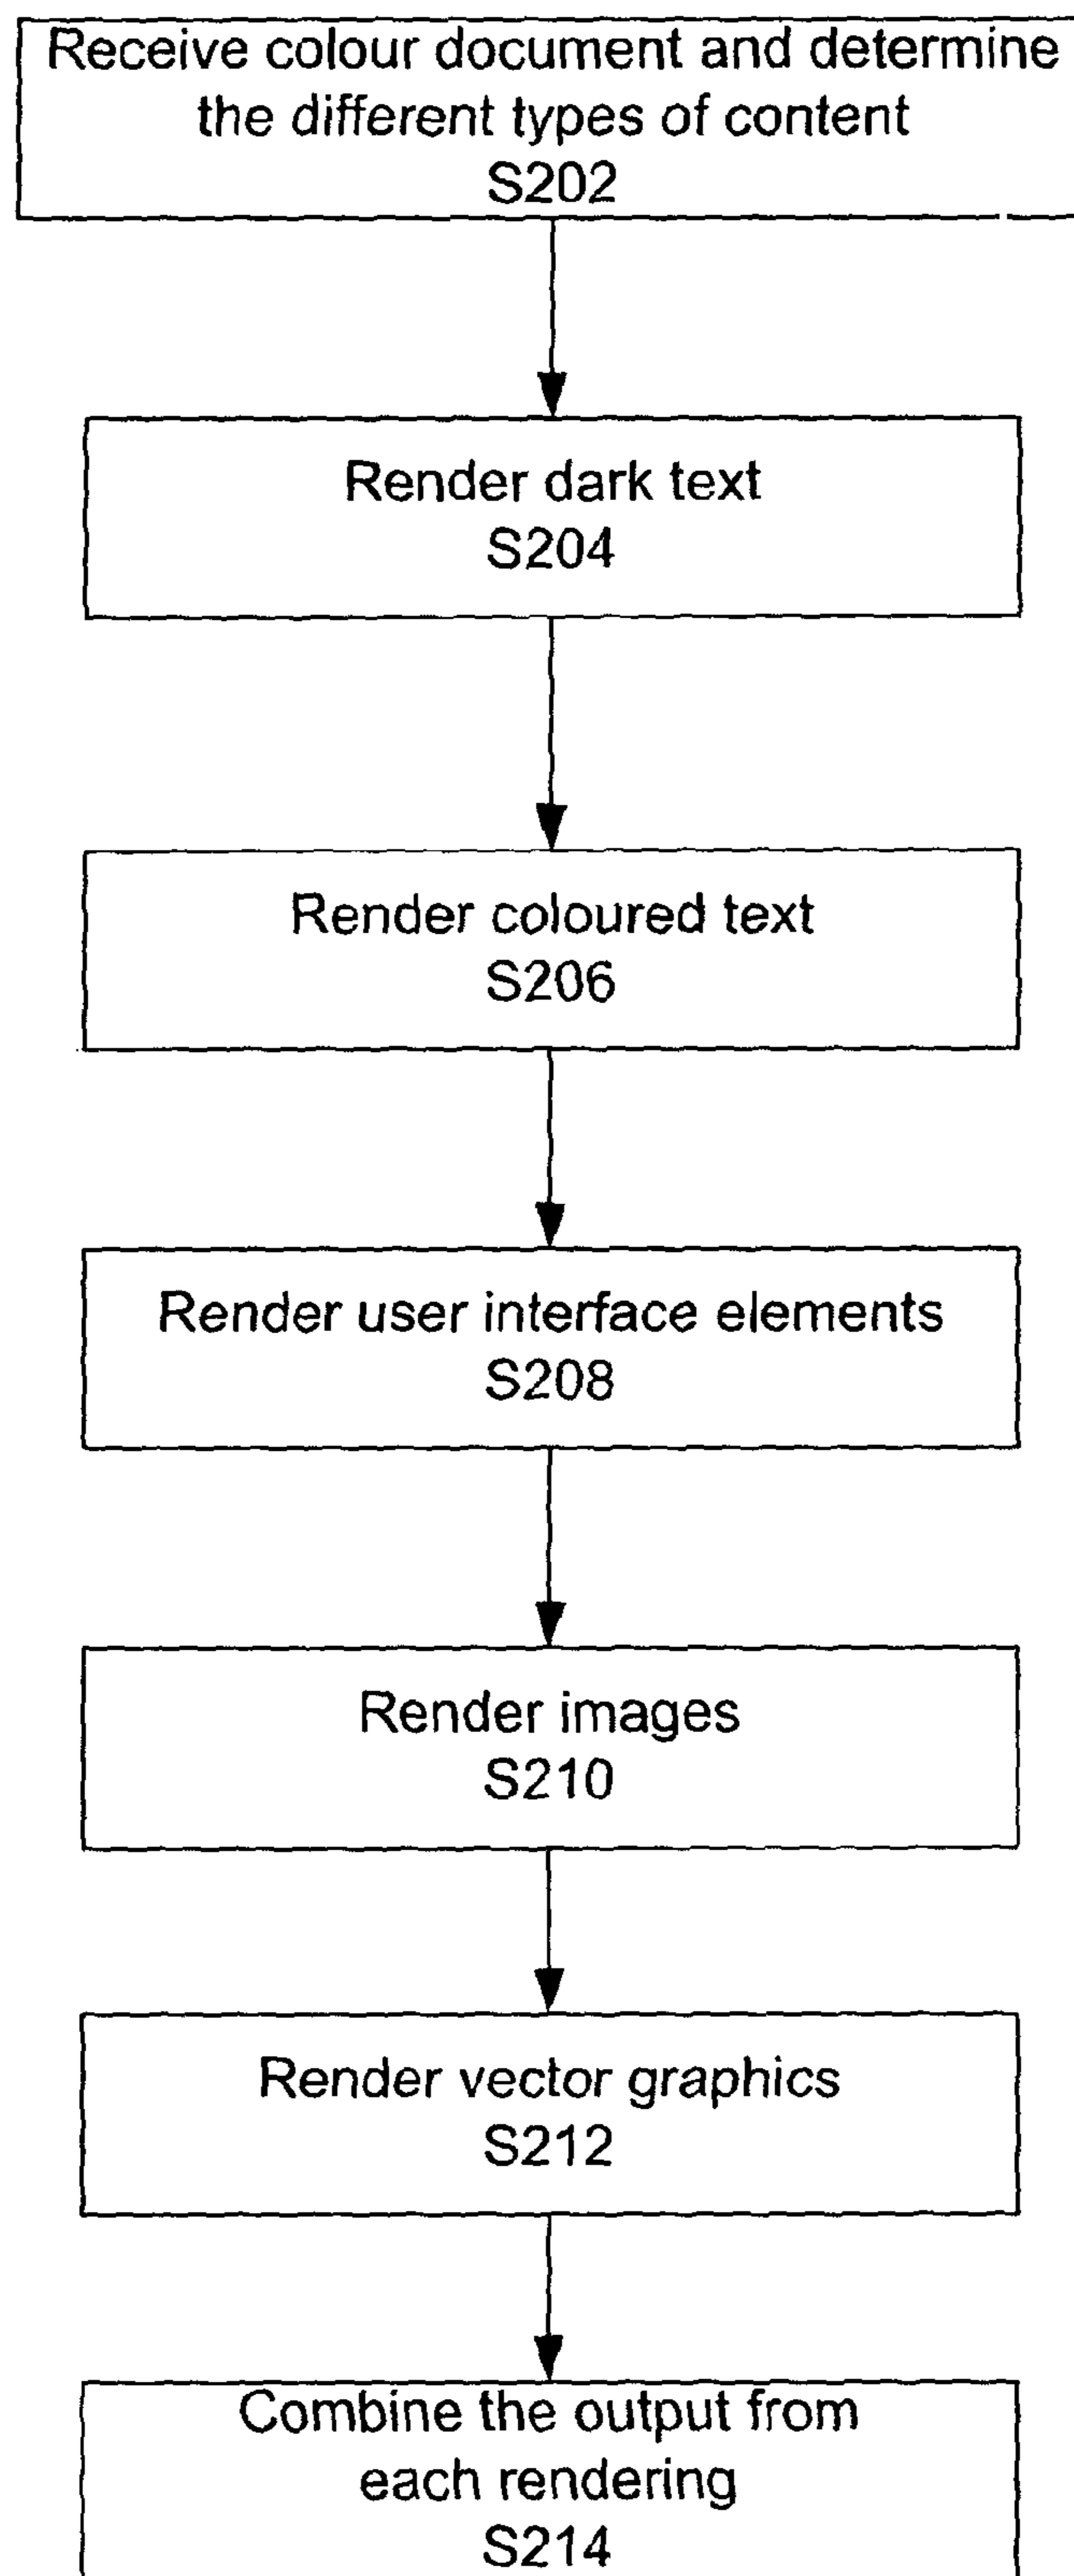 Receive colour document and determine
the different types of content
S202
Render dark text
S204
Render coloured text
S206
Render user interface elements
S208
Render images
S210
Render vector graphics
S212
Combine the output from
each rendering
S214